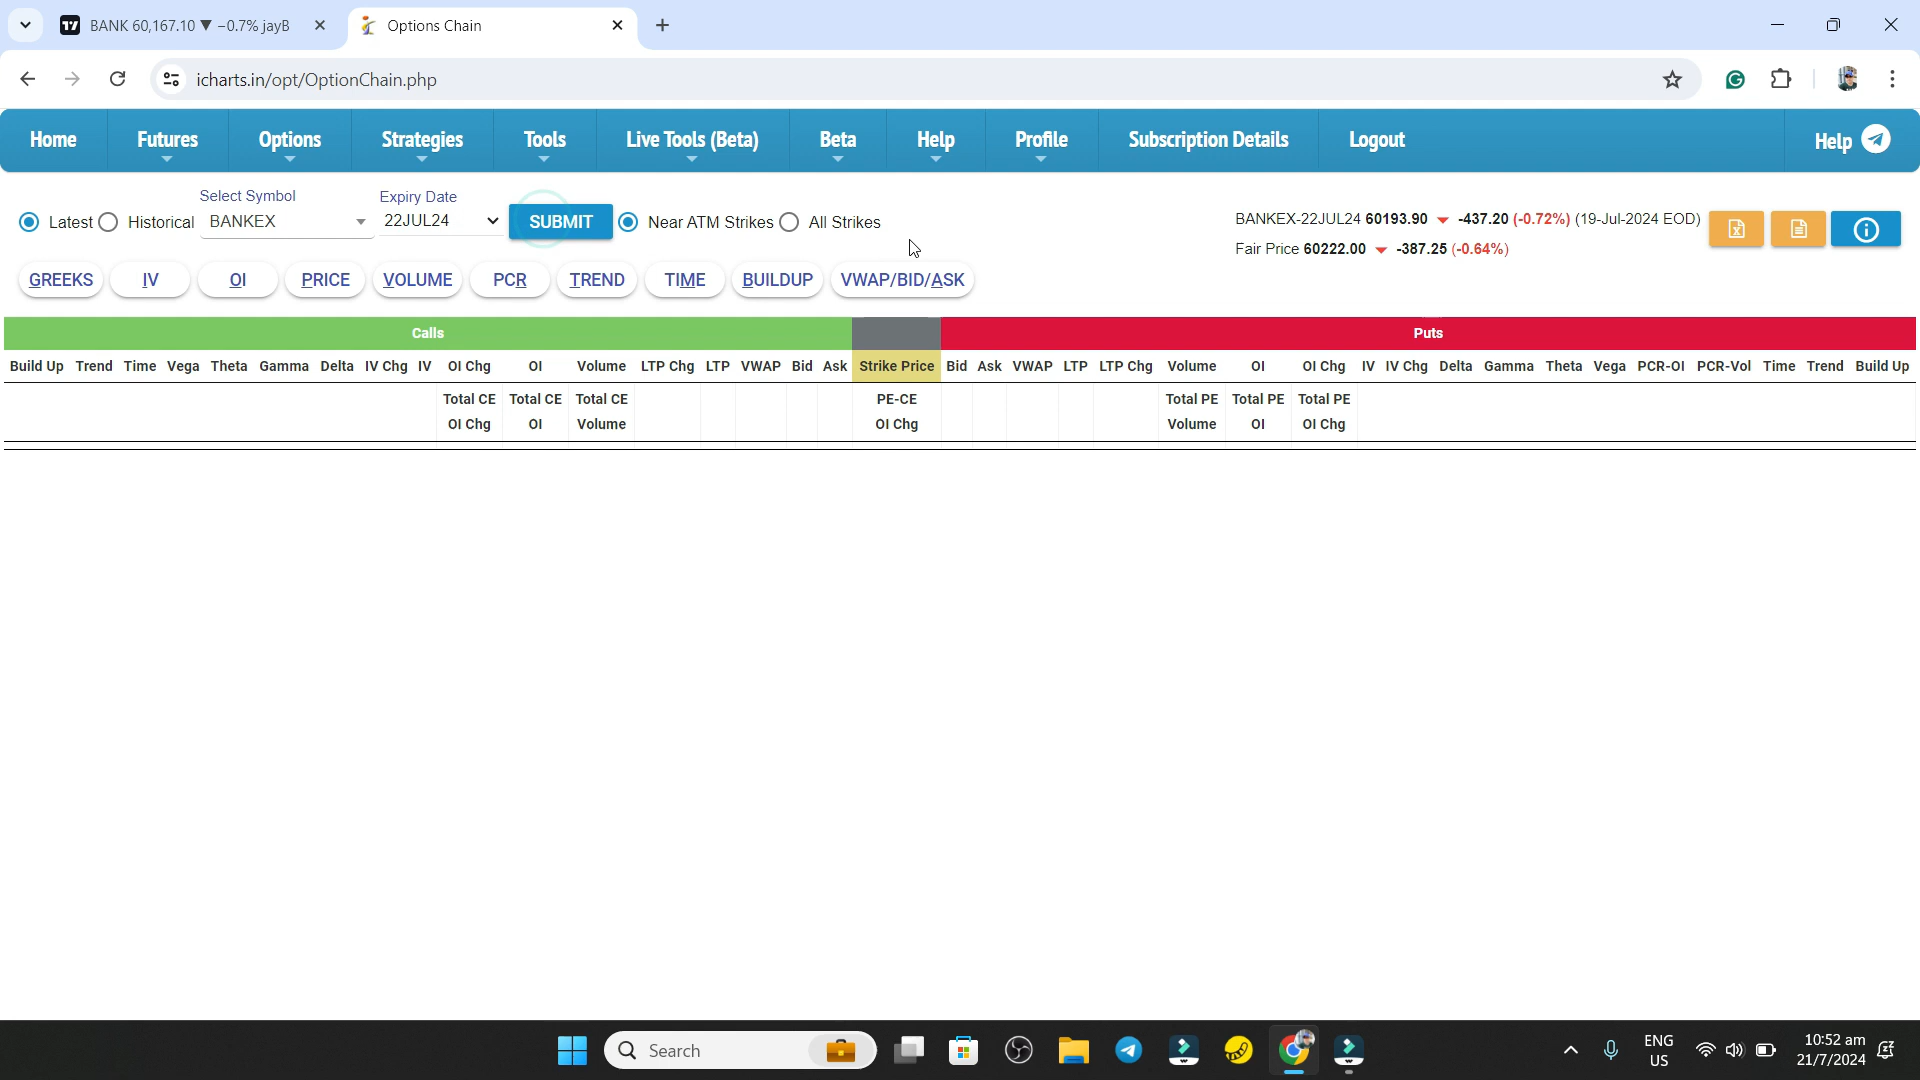 BANK 60,167.10 ▼ −0.7% jayB
Options Chain
icharts.in/opt/OptionChain.php
Home Futures Options Strategies Tools Live Tools (Beta) Beta Help Profile Subscription Details Logout Help
Latest Historical
Select Symbol
BANKEX
Expiry Date
22JUL24
SUBMIT
Near ATM Strikes All Strikes
BANKEX-22JUL24 60193.90 ▼ -437.20 (-0.72%) (19-Jul-2024 EOD)
Fair Price 60222.00 ▼ -387.25 (-0.64%)
GREEKS IV OI PRICE VOLUME PCR TREND TIME BUILDUP VWAP/BID/ASK
Calls Puts
Build Up Trend Time Vega Theta Gamma Delta IV Chg IV OI Chg OI Volume LTP Chg LTP VWAP Bid Ask Strike Price Bid Ask VWAP LTP LTP Chg Volume OI OI Chg IV IV Chg Delta Gamma Theta Vega PCR-OI PCR-Vol Time Trend Build Up
Total CE Total CE Total CE PE-CE Total PE Total PE Total PE
OI Chg OI Volume OI Chg Volume OI OI Chg
Search
ENG
US
10:52 am
21/7/2024